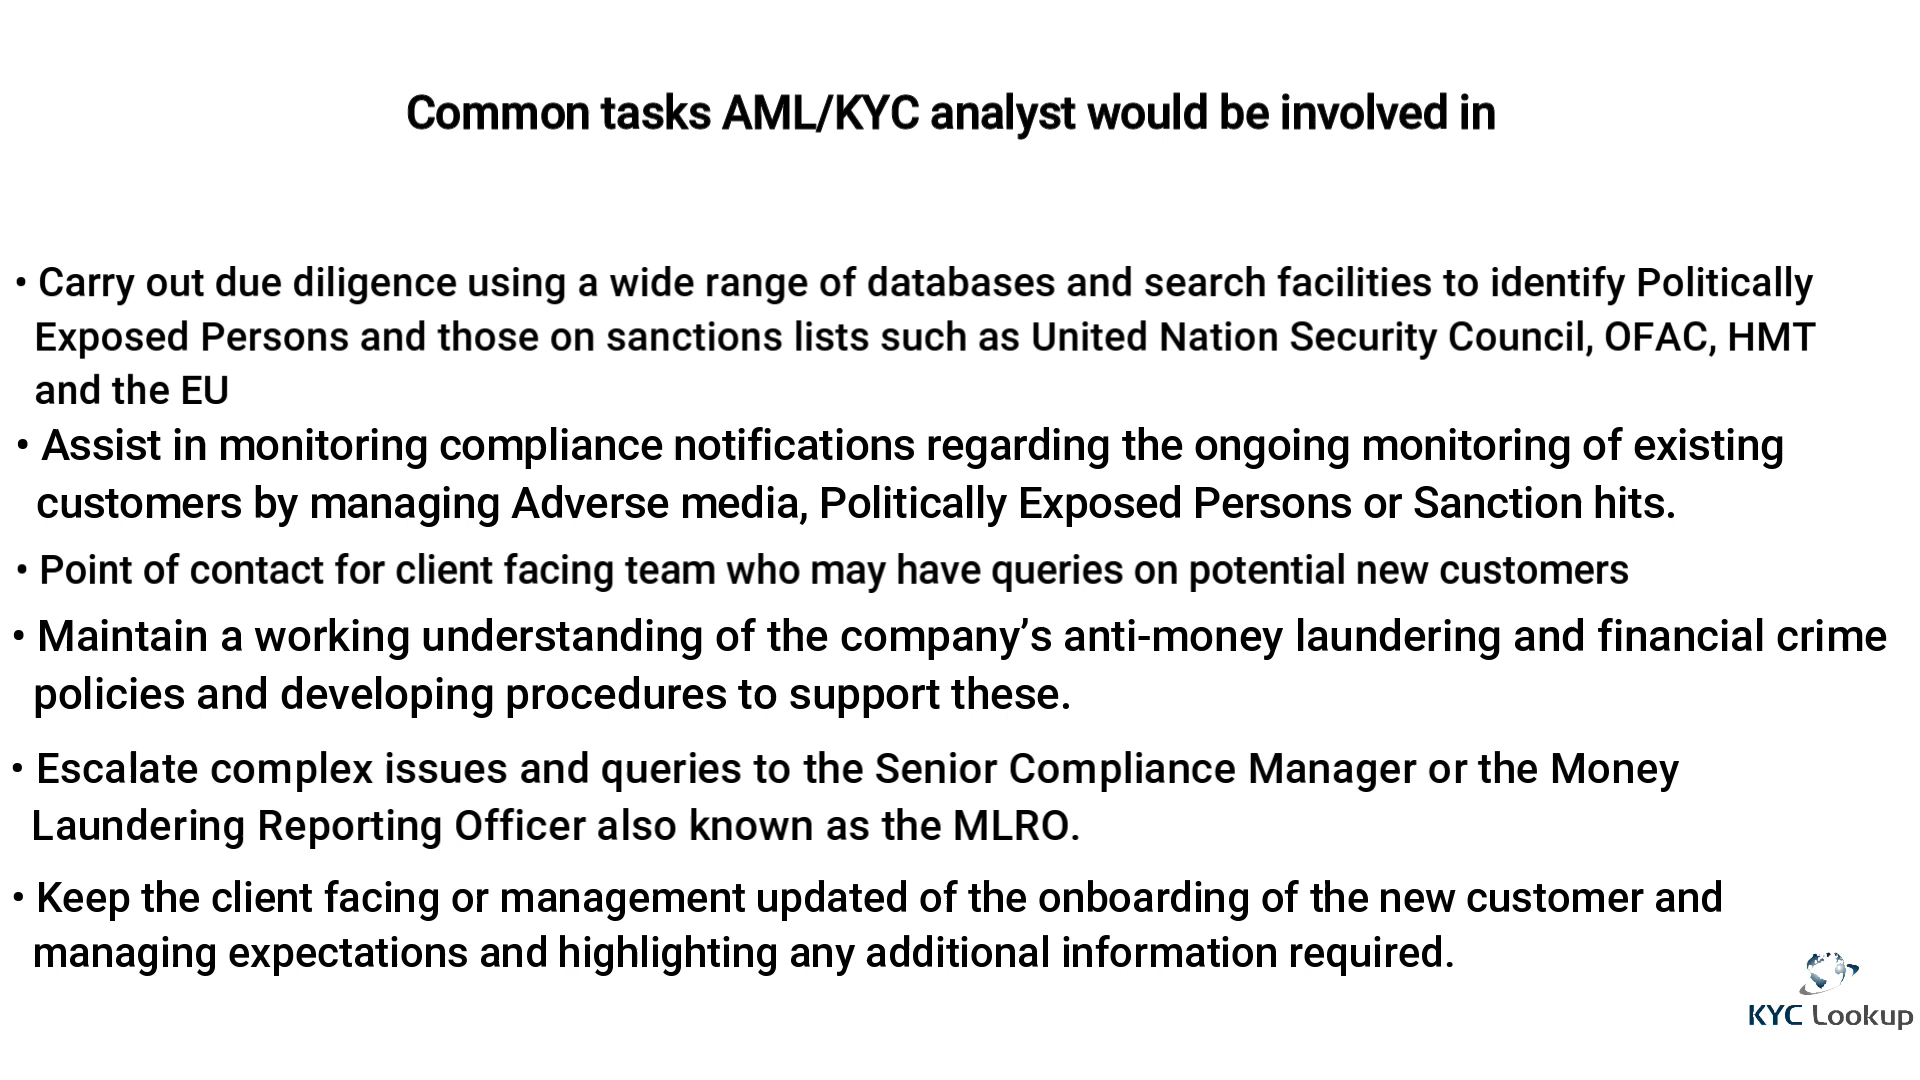 Common tasks AML/KYC analyst would be involved in
• Carry out due diligence using a wide range of databases and search facilities to identify Politically
Exposed Persons and those on sanctions lists such as United Nation Security Council, OFAC, HMT
and the EU
• Assist in monitoring compliance notifications regarding the ongoing monitoring of existing
customers by managing Adverse media, Politically Exposed Persons or Sanction hits.
• Point of contact for client facing team who may have queries on potential new customers
• Maintain a working understanding of the company’s anti-money laundering and financial crime
policies and developing procedures to support these.
• Escalate complex issues and queries to the Senior Compliance Manager or the Money
Laundering Reporting Officer also known as the MLRO.
• Keep the client facing or management updated of the onboarding of the new customer and
managing expectations and highlighting any additional information required.
KYC Lookup